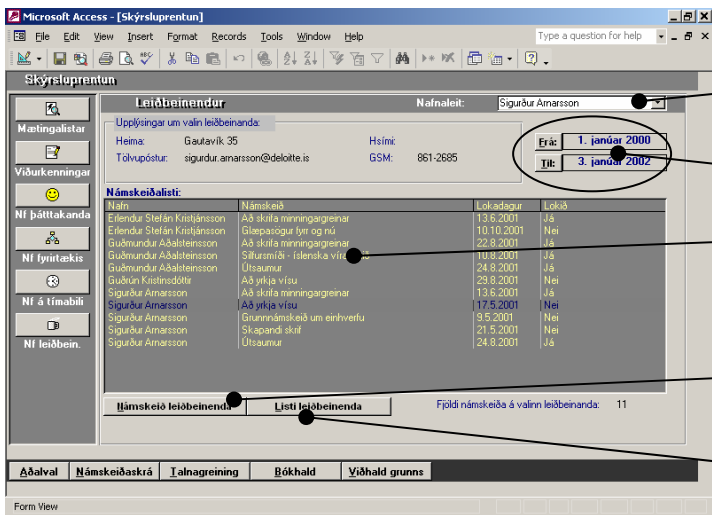 Microsoft Access - [Skýrsluprentun]
File Edit View Insert Format Records Tools Window Help Type a question for help
Skýrsluprentun
Leiðbeinendur Nafnaleit: Sigurður Arnarsson
Upplýsingar um valin leiðbeinanda:
Heima: Gautavík 35 Hsími:
Tölvupóstur: sigurdur.arnarsson@deloitte.is GSM: 861-2685
Frá: 1. janúar 2000
Til: 3. janúar 2002
Mætingalistar
Viðurkenningar
Nf þátttakanda
Nf fyrirtækis
Nf á tímabili
Nf leiðbein.
Námskeiðalisti:
Nafn Námskeið Lokadagur Lokið
Erlendur Stefán Kristjánsson Að skrifa minningargreinar 13.6.2001 Já
Erlendur Stefán Kristjánsson Glæpasögur fyrr og nú 10.10.2001 Nei
Guðmundur Aðalsteinsson Að skrifa minningargreinar 22.8.2001 Já
Guðmundur Aðalsteinsson Silfursmíði - íslenska 10.8.2001 Já
Guðmundur Aðalsteinsson Útsaumur 24.8.2001 Já
Guðrún Kristinsdóttir Að yrkja vísu 29.8.2001 Nei
Sigurður Arnarsson Að skrifa minningargreinar 13.6.2001 Já
Sigurður Arnarsson Að yrkja vísu 17.5.2001 Nei
Sigurður Arnarsson Grunnnámskeið um einhverfu 9.5.2001 Nei
Sigurður Arnarsson Skapandi skrif 21.5.2001 Nei
Sigurður Arnarsson Útsaumur 24.8.2001 Já
Námskeið leiðbeinenda Listi leiðbeinenda Fjöldi námskeiða á valinn leiðbeinanda: 11
Aðalval Námskeiðaskrá Talnagreining Bókhald Viðhald grunns
Form View